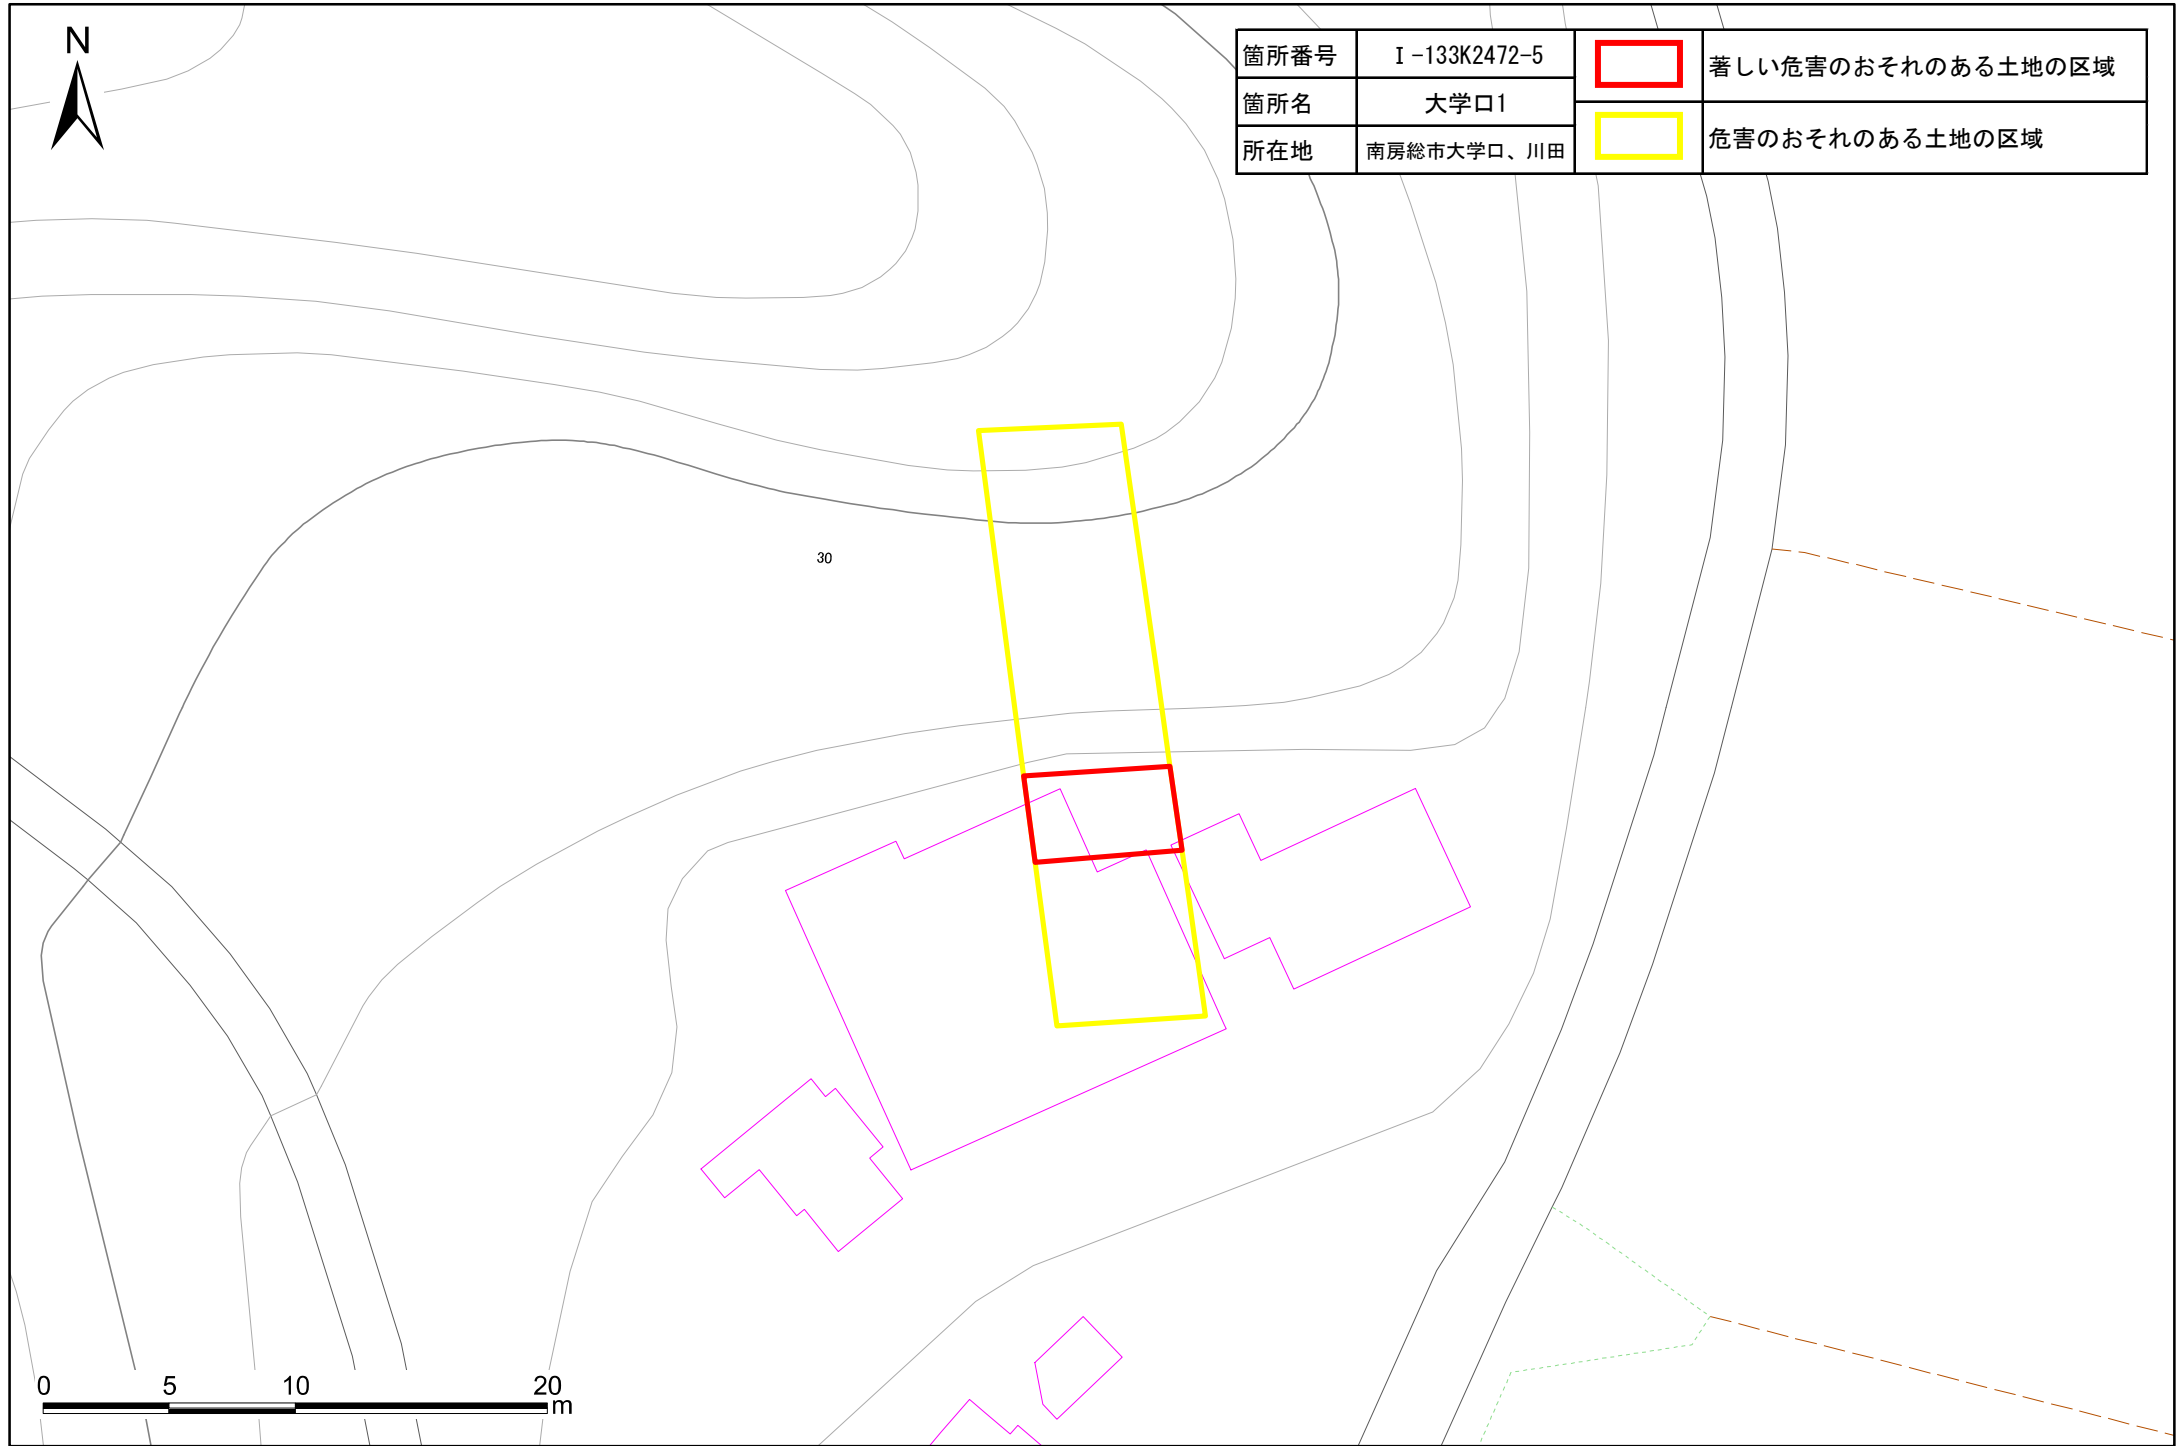 N
箇所番号 Ⅰ-133K2472-5
箇所名 大学口1
所在地 南房総市大学口、川田
著しい危害のおそれのある土地の区域
危害のおそれのある土地の区域
30
0 5 10 20 m